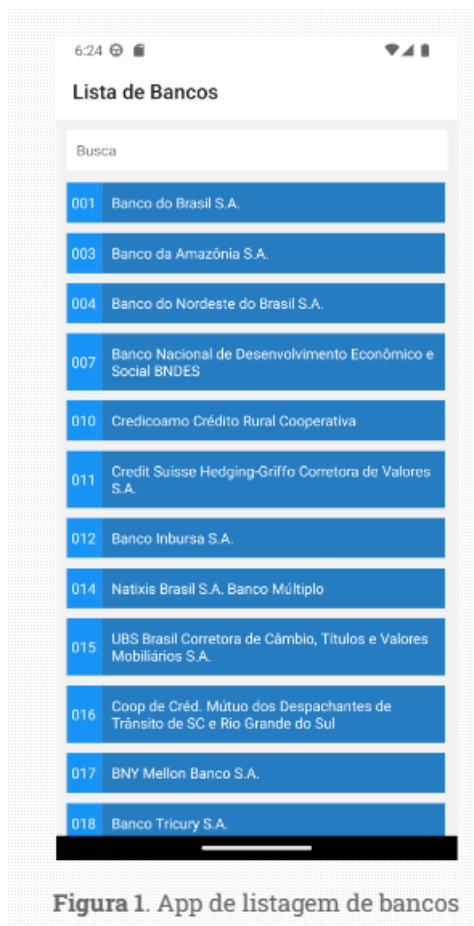 6:24
Lista de Bancos
Busca
001 Banco do Brasil S.A.
003 Banco da Amazônia S.A.
004 Banco do Nordeste do Brasil S.A.
007 Banco Nacional de Desenvolvimento Econômico e
Social BNDES
010 Credicoamo Crédito Rural Cooperativa
011 Credit Suisse Hedging-Griffo Corretora de Valores
S.A.
012 Banco Inbursa S.A.
014 Natixis Brasil S.A. Banco Múltiplo
015 UBS Brasil Corretora de Câmbio, Títulos e Valores
Mobiliários S.A.
016 Coop de Créd. Mútuo dos Despachantes de
Trânsito de SC e Rio Grande do Sul
017 BNY Mellon Banco S.A.
018 Banco Tricury S.A.
Figura 1. App de listagem de bancos